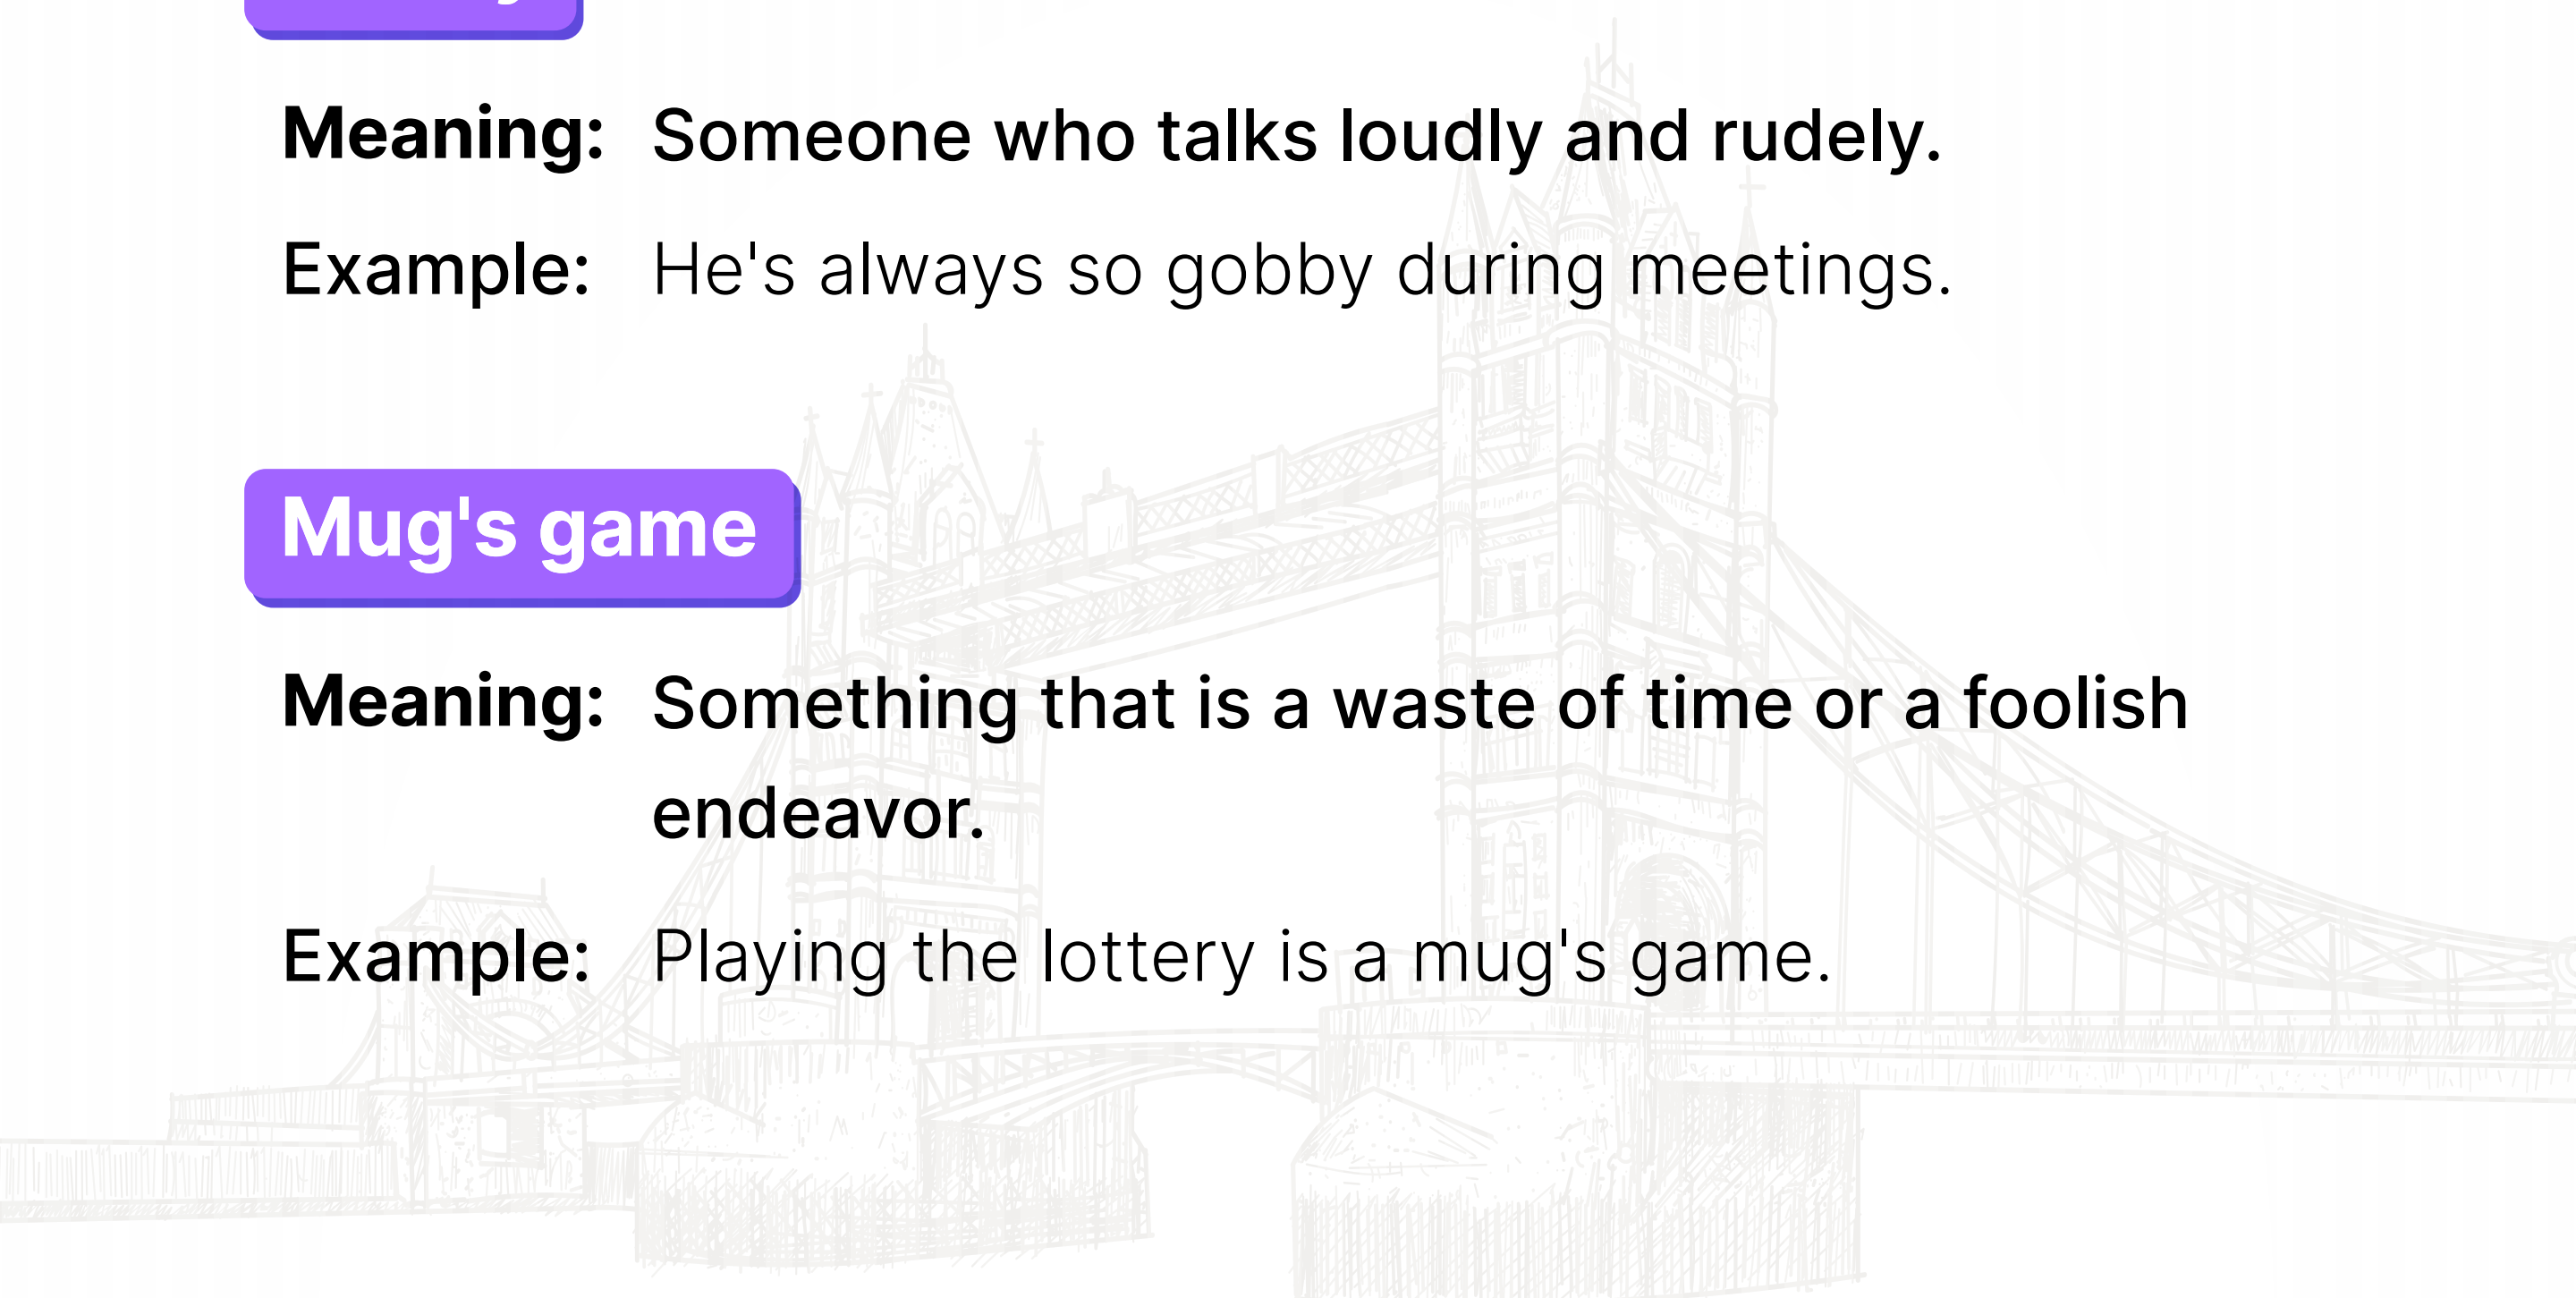 Meaning: Someone who talks loudly and rudely.
Example: He's always so gobby during meetings.
Mug's game
Meaning: Something that is a waste of time or a foolish
endeavor.
Example: Playing the lottery is a mug's game.